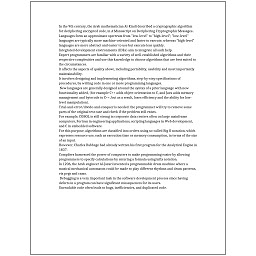 In the 9th century, the Arab mathematician Al-Kindi described a cryptographic algorithm
for deciphering encrypted code, in A Manuscript on Deciphering Cryptographic Messages.
Languages form an approximate spectrum from "low-level" to "high-level"; "low-level"
languages are typically more machine-oriented and faster to execute, whereas "high-level"
languages are more abstract and easier to use but execute less quickly.
Integrated development environments (IDEs) aim to integrate all such help.
Expert programmers are familiar with a variety of well-established algorithms and their
respective complexities and use this knowledge to choose algorithms that are best suited to
the circumstances.
It affects the aspects of quality above, including portability, usability and most importantly
maintainability.
It involves designing and implementing algorithms, step-by-step specifications of
procedures, by writing code in one or more programming languages.
New languages are generally designed around the syntax of a prior language with new
functionality added, (for example C++ adds object-orientation to C, and Java adds memory
management and bytecode to C++, but as a result, loses efficiency and the ability for low-
level manipulation).
Trial-and-error/divide-and-conquer is needed: the programmer will try to remove some
parts of the original test case and check if the problem still exists.
For example, COBOL is still strong in corporate data centers often on large mainframe
computers, Fortran in engineering applications, scripting languages in Web development,
and C in embedded software.
For this purpose, algorithms are classified into orders using so-called Big O notation, which
expresses resource use, such as execution time or memory consumption, in terms of the size
of an input.
However, Charles Babbage had already written his first program for the Analytical Engine in
1837.
Compilers harnessed the power of computers to make programming easier by allowing
programmers to specify calculations by entering a formula using infix notation.
In 1206, the Arab engineer Al-Jazari invented a programmable drum machine where a
musical mechanical automaton could be made to play different rhythms and drum patterns,
via pegs and cams.
Debugging is a very important task in the software development process since having
defects in a program can have significant consequences for its users.
Unreadable code often leads to bugs, inefficiencies, and duplicated code.